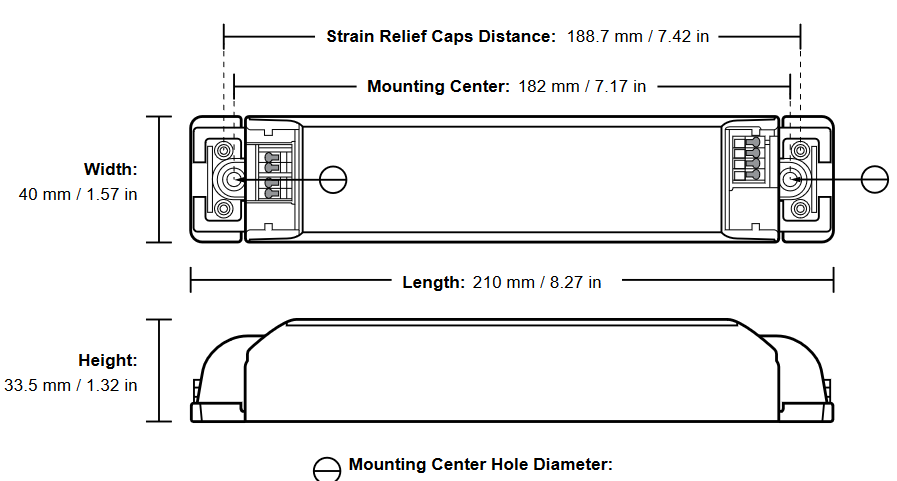 Strain Relief Caps Distance: 188.7 mm / 7.42 in
Mounting Center: 182 mm / 7.17 in
Width:
40 mm / 1.57 in
Length: 210 mm / 8.27 in
Height:
33.5 mm / 1.32 in
Mounting Center Hole Diameter: